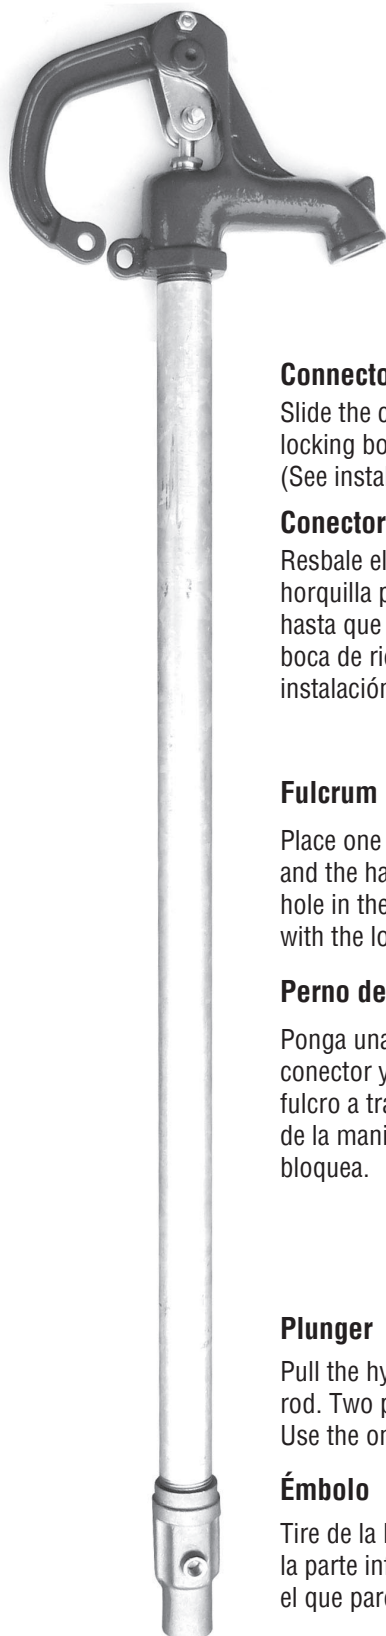 Connecto
Slide the c
locking bo
(See instal
Conector
Resbale el
horquilla p
hasta que
boca de rie
instalación
Fulcrum
Place one
and the ha
hole in the
with the lo
Perno de
Ponga una
conector y
fulcro a tra
de la mani
bloquea.
Plunger
Pull the hy
rod. Two p
Use the on
Émbolo
Tire de la
la parte inf
el que pare